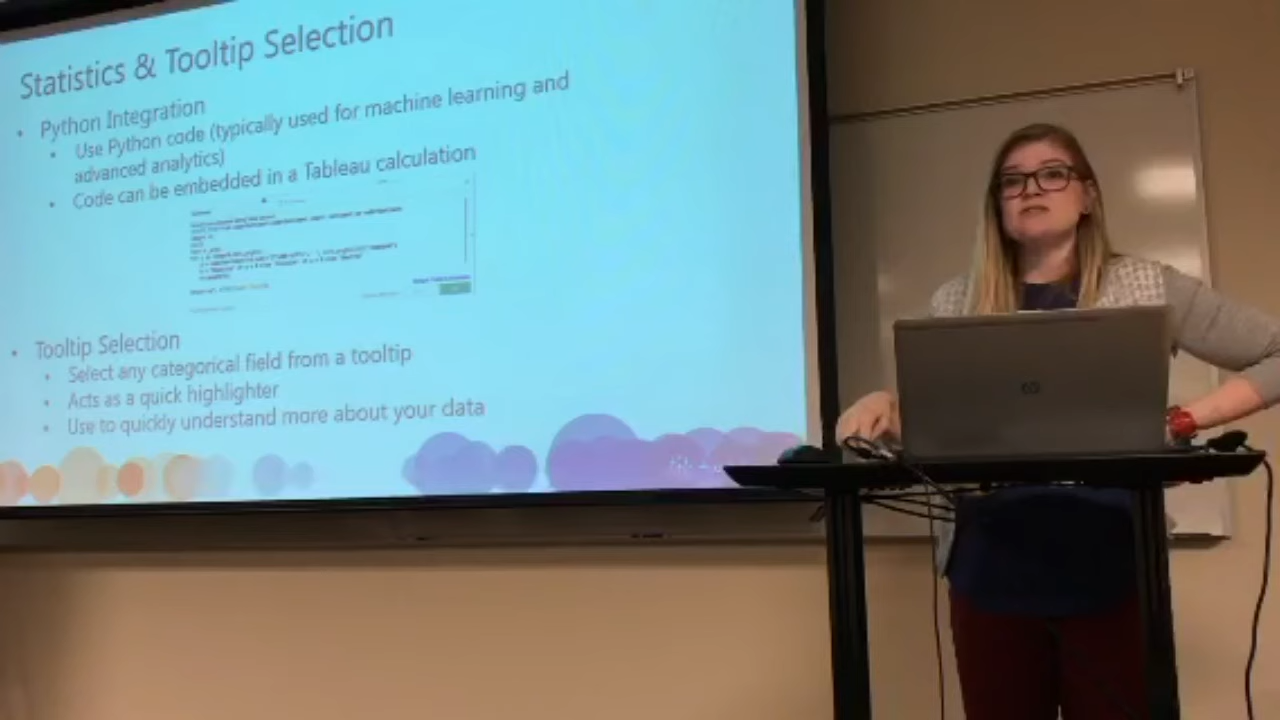 Statistics & Tooltip Selection
• Python Integration
• Use Python code (typically used for machine learning and
advanced analytics)
• Code can be embedded in a Tableau calculation
• Tooltip Selection
• Select any categorical field from a tooltip
• Acts as a quick highlighter
• Use to quickly understand more about your data
hp